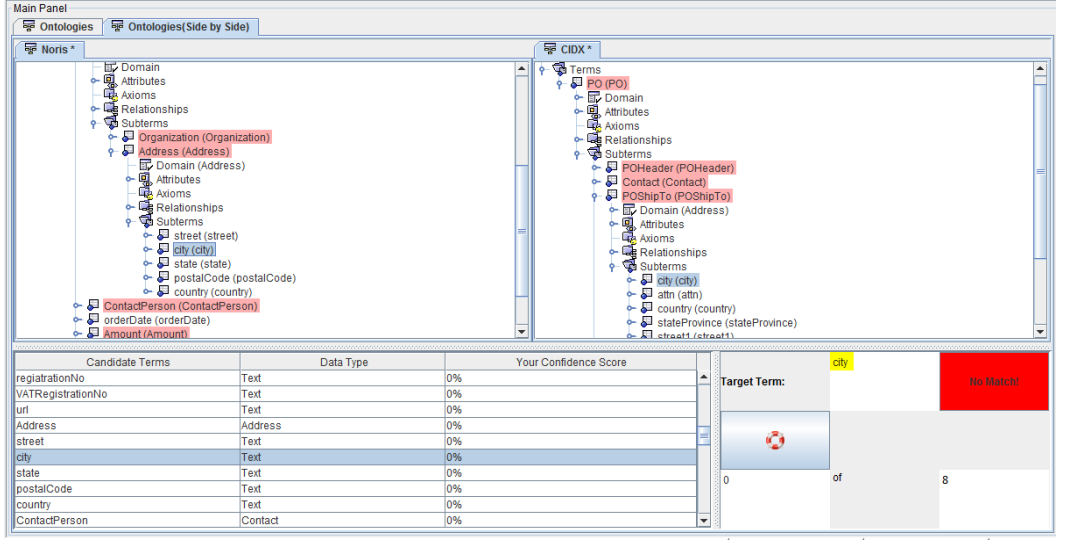 Main Panel
Ontologies
Ontologies(Side by Side)
Noris *
Domain
Attributes
Axioms
Relationships
Subterms
Organization (Organization)
Address (Address)
Domain (Address)
Attributes
Axioms
Relationships
Subterms
street (street)
city (city)
state (state)
postalCode (postalCode)
country (country)
ContactPerson (ContactPerson)
orderDate (orderDate)
Amount (Amount)
CIDX *
Terms
PO (PO)
Domain
Attributes
Axioms
Relationships
Subterms
POHeader (POHeader)
Contact (Contact)
POShipTo (POShipTo)
Domain (Address)
Attributes
Axioms
Relationships
Subterms
city (city)
attn (attn)
country (country)
stateProvince (stateProvince)
street1 (street1)
Candidate Terms Data Type Your Confidence Score
regiatrationNo Text 0%
VATRegistrationNo Text 0%
url Text 0%
Address Address 0%
street Text 0%
city Text 0%
state Text 0%
postalCode Text 0%
country Text 0%
ContactPerson Contact 0%
Target Term: city No Match!
0 of 8